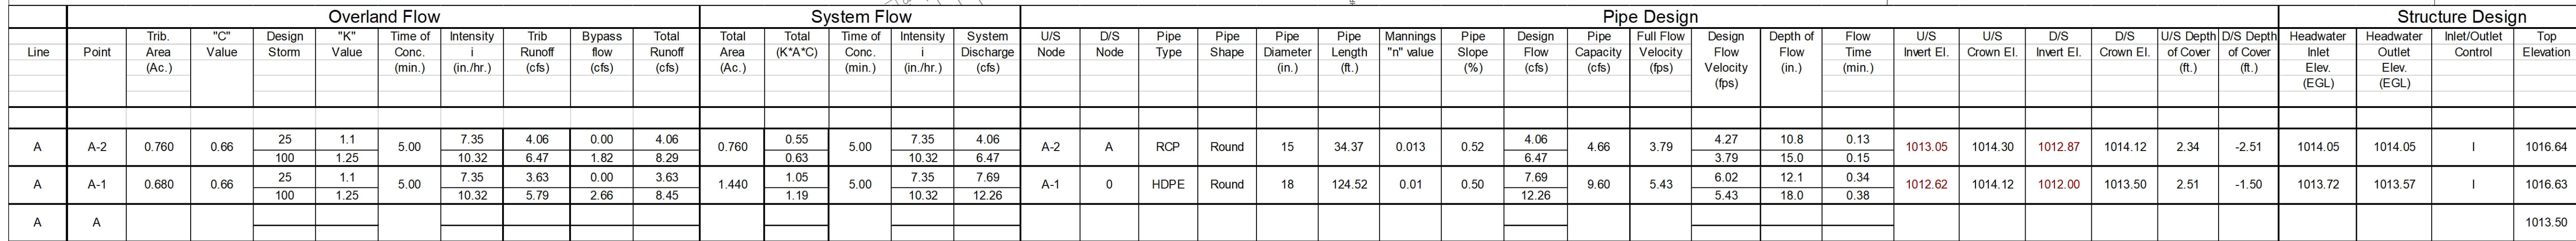 Overland Flow System Flow Pipe Design Structure Design
Trib. "C" Design "K" Time of Intensity Trib Bypass Total Total Total Time of Intensity System U/S D/S Pipe Pipe Pipe Pipe Mannings Pipe Design Pipe Full Flow Design Depth of Flow U/S U/S D/S D/S U/S Depth D/S Depth Headwater Headwater Inlet/Outlet Top
Line Point Area Value Storm Value Conc. i Runoff flow Runoff Area (K*A*C) Conc. i Discharge Node Node Type Shape Diameter Length "n" value Slope Flow Capacity Velocity Flow Flow Time Invert El. Crown El. Invert El. Crown El. of Cover of Cover Inlet Outlet Control Elevation
(Ac.) (min.) (in./hr.) (cfs) (cfs) (cfs) (Ac.) (min.) (in./hr.) (cfs) (in.) (ft.) (%) (cfs) (cfs) (fps) Velocity (in.) (min.) (ft.) (ft.) Elev. Elev.
(fps) (EGL) (EGL)
25 1.1 7.35 4.06 0.00 4.06 0.55 7.35 4.06 4.06 4.27 10.8 0.13
A A-2 0.760 0.66 5.00 0.760 5.00 A-2 A RCP Round 15 34.37 0.013 0.52 4.66 3.79 1013.05 1014.30 1012.87 1014.12 2.34 -2.51 1014.05 1014.05 I 1016.64
100 1.25 10.32 6.47 1.82 8.29 0.63 10.32 6.47 6.47 3.79 15.0 0.15
25 1.1 7.35 3.63 0.00 3.63 1.05 7.35 7.69 7.69 6.02 12.1 0.34
A A-1 0.680 0.66 5.00 1.440 5.00 A-1 0 HDPE Round 18 124.52 0.01 0.50 9.60 5.43 1012.62 1014.12 1012.00 1013.50 2.51 -1.50 1013.72 1013.57 I 1016.63
100 1.25 10.32 5.79 2.66 8.45 1.19 10.32 12.26 12.26 5.43 18.0 0.38
A A 1013.50